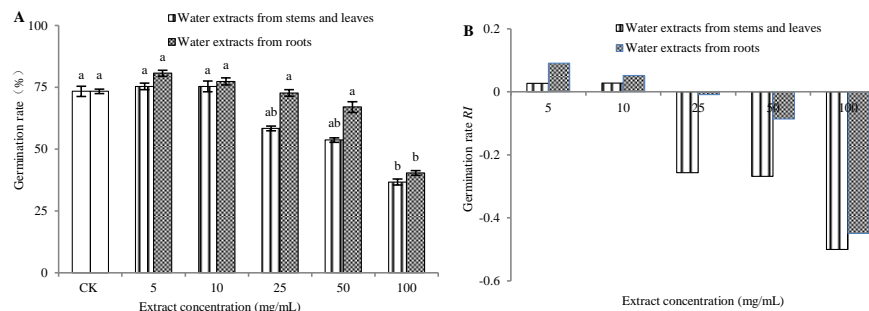 A
Water extracts from stems and leaves
Water extracts from roots
100
75
50
25
0
Germination rate（%）
a a a a a a ab a ab a b b
CK 5 10 25 50 100
Extract concentration (mg/mL)
B
Water extracts from stems and leaves
Water extracts from roots
0.2
0
-0.2
-0.4
-0.6
Germination rate RI
5 10 25 50 100
Extract concentration (mg/mL)